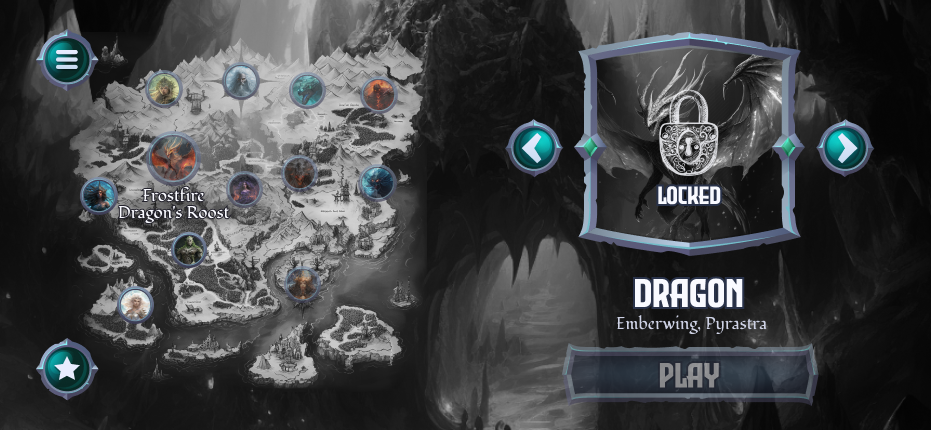 Frostfire
Dragon's Roost
LOCKED
DRAGON
Emberwing, Pyrastra
PLAY